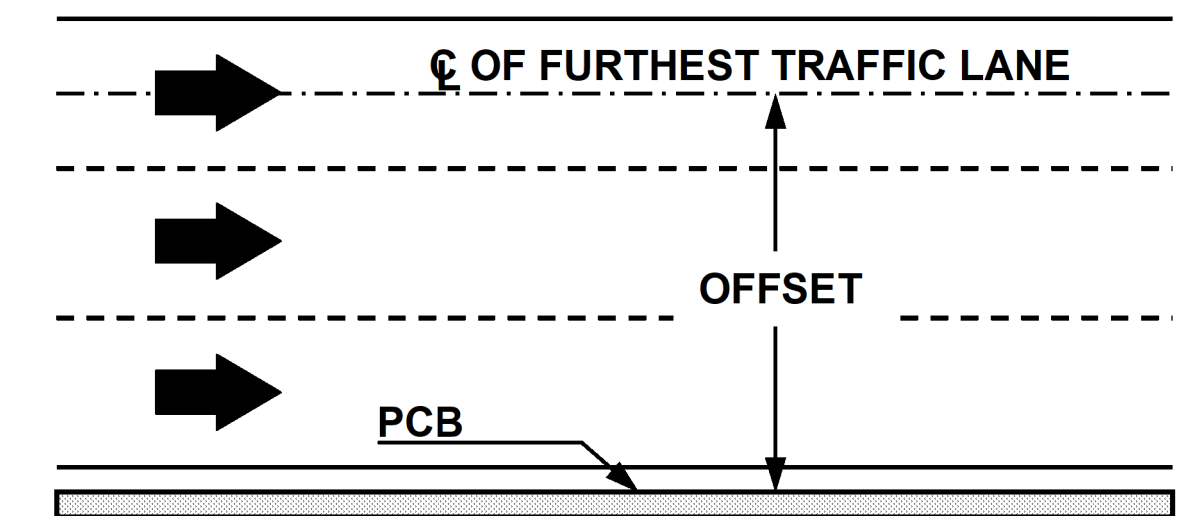 ℄ OF FURTHEST TRAFFIC LANE
OFFSET
PCB